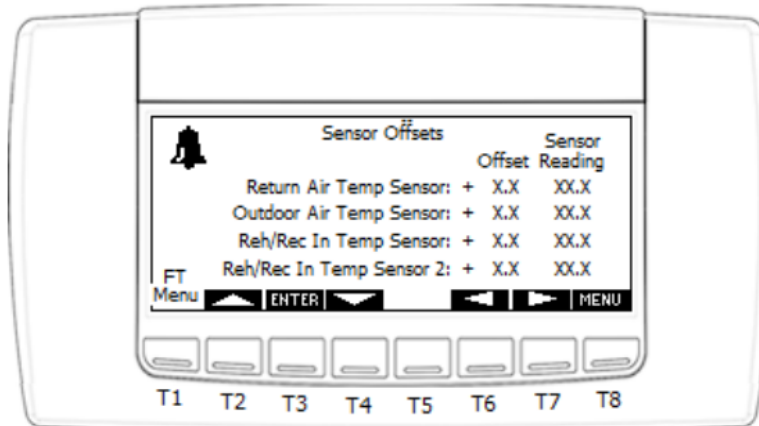 Sensor Offsets
Sensor
Offset Reading
Return Air Temp Sensor: + X.X XX.X
Outdoor Air Temp Sensor: + X.X XX.X
Reh/Rec In Temp Sensor: + X.X XX.X
Reh/Rec In Temp Sensor 2: + X.X XX.X
FT
Menu ENTER MENU
T1 T2 T3 T4 T5 T6 T7 T8